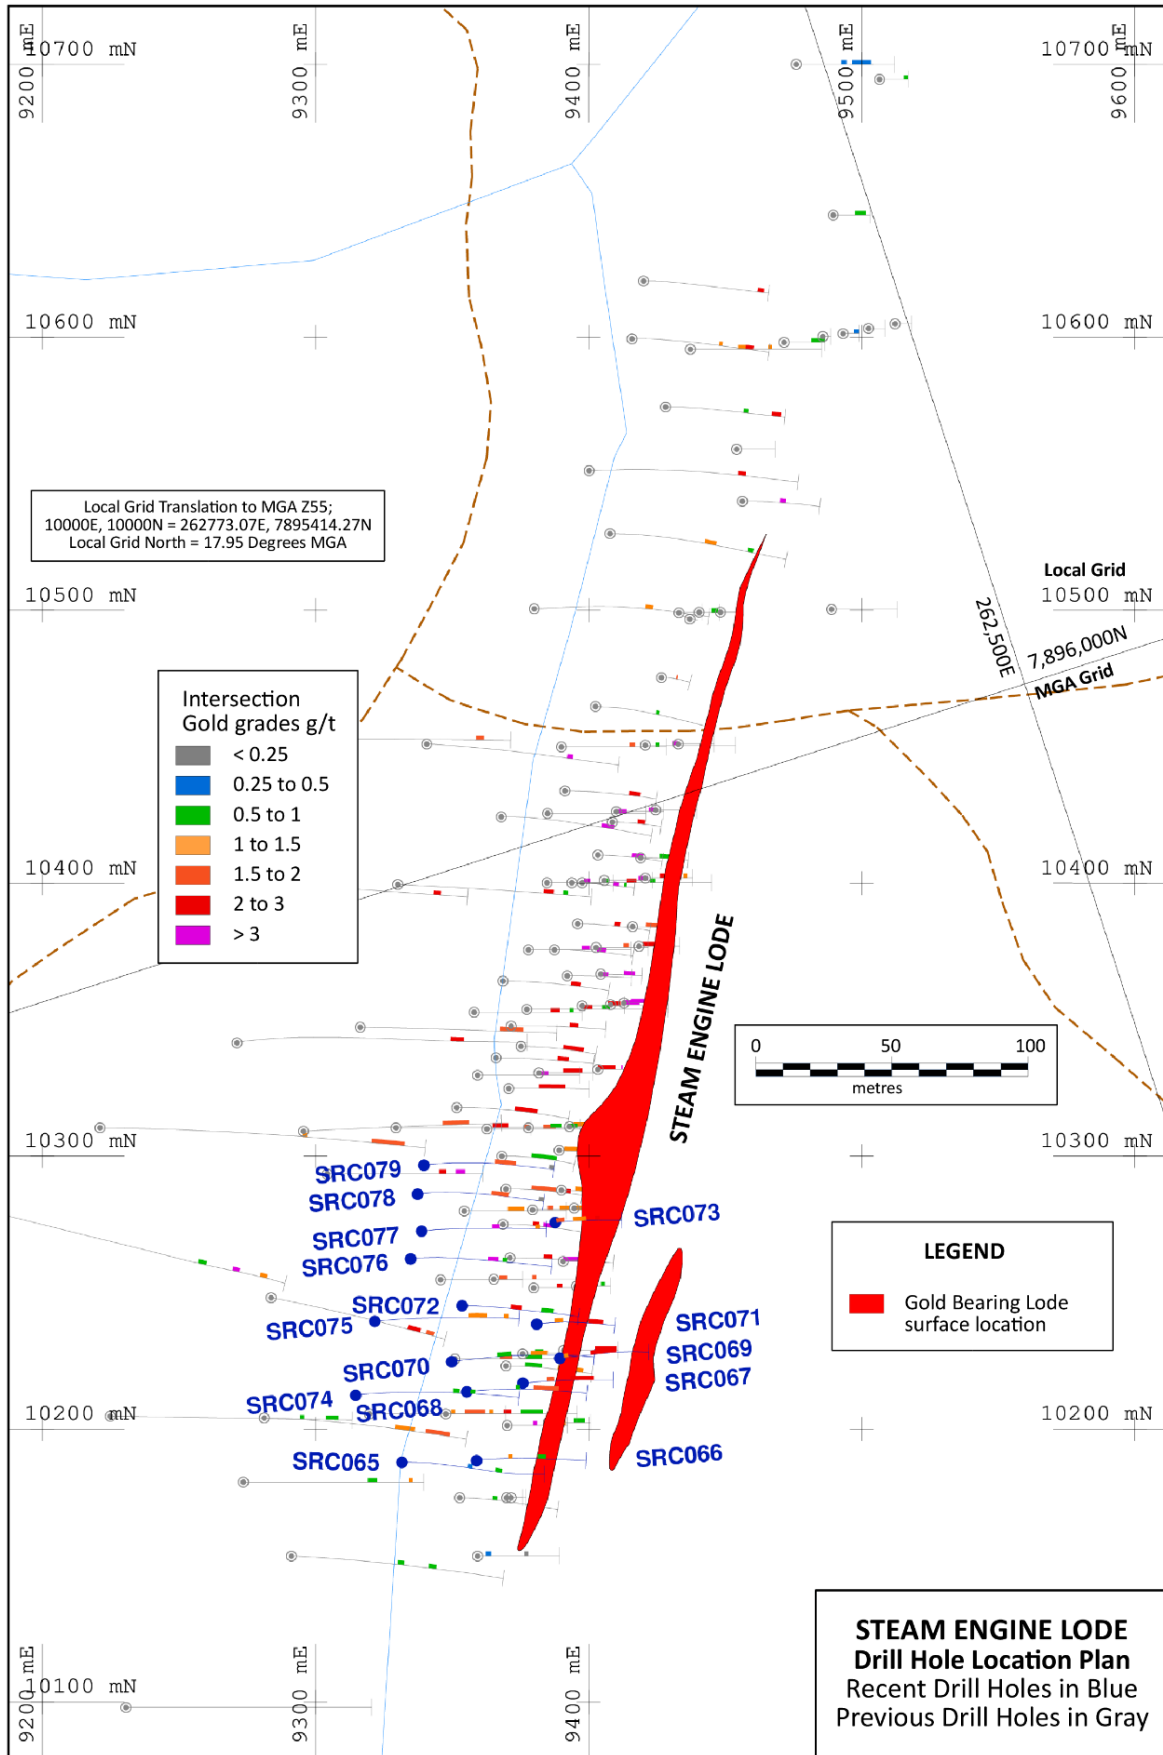 9200 mE
9300 mE
9400 mE
9500 mE
9600 mE
10700 mN
10700 mN
10600 mN
10600 mN
Local Grid Translation to MGA Z55;
10000E, 10000N = 262773.07E, 7895414.27N
Local Grid North = 17.95 Degrees MGA
Local Grid
10500 mN
10500 mN
262,500E
7,896,000N
MGA Grid
Intersection
Gold grades g/t
< 0.25
0.25 to 0.5
0.5 to 1
1 to 1.5
1.5 to 2
2 to 3
> 3
10400 mN
10400 mN
STEAM ENGINE LODE
0 50 100
metres
10300 mN
10300 mN
SRC079
SRC078
SRC073
SRC077
SRC076
LEGEND
Gold Bearing Lode
surface location
SRC072
SRC075
SRC071
SRC069
SRC070
SRC067
SRC074
SRC068
10200 mN
10200 mN
SRC065
SRC066
STEAM ENGINE LODE
Drill Hole Location Plan
Recent Drill Holes in Blue
Previous Drill Holes in Gray
10100 mN
9200 mE
9300 mE
9400 mE